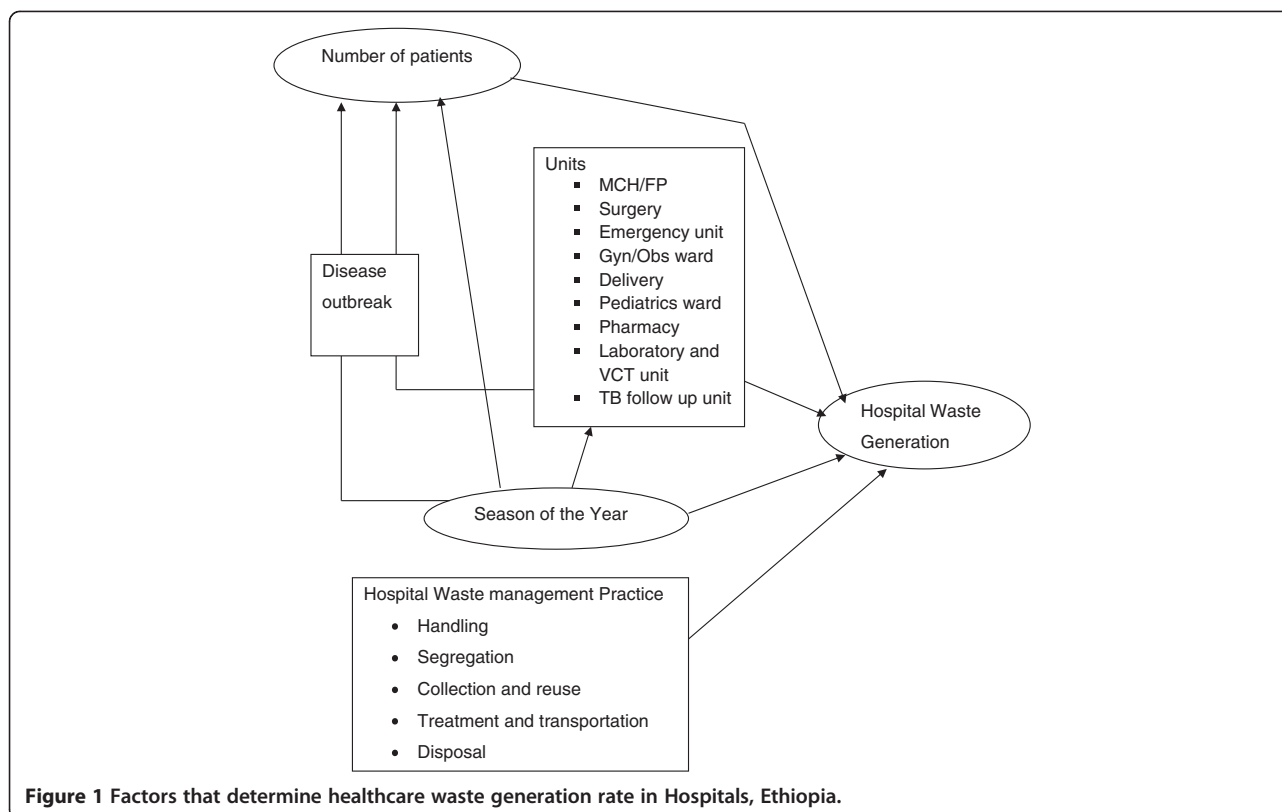 Number of patients
Units
▪ MCH/FP
▪ Surgery
▪ Emergency unit
▪ Gyn/Obs ward
▪ Delivery
▪ Pediatrics ward
▪ Pharmacy
▪ Laboratory and
VCT unit
▪ TB follow up unit
Disease
outbreak
Hospital Waste
Generation
Season of the Year
Hospital Waste management Practice
• Handling
• Segregation
• Collection and reuse
• Treatment and transportation
• Disposal
Figure 1 Factors that determine healthcare waste generation rate in Hospitals, Ethiopia.